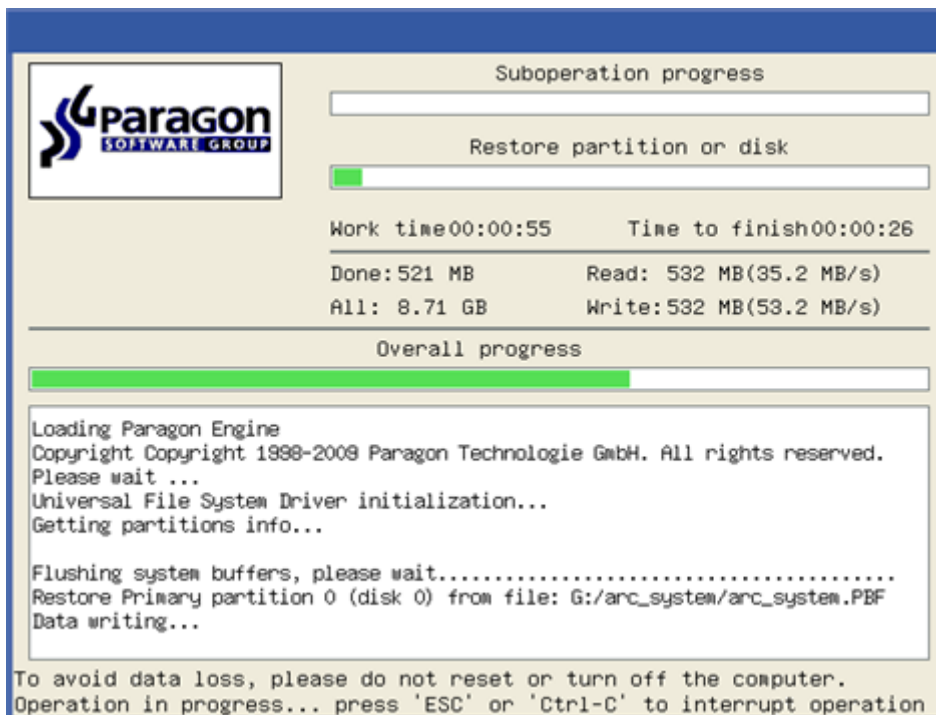 Paragon
SOFTWARE GROUP
Suboperation progress
Restore partition or disk
Work time00:00:55 Time to finish00:00:26
Done:521 MB Read: 532 MB(35.2 MB/s)
All: 8.71 GB Write:532 MB(53.2 MB/s)
Overall progress
Loading Paragon Engine
Copyright Copyright 1998-2009 Paragon Technologie GmbH. All rights reserved.
Please wait ...
Universal File System Driver initialization...
Getting partitions info...
Flushing system buffers, please wait.........................................
Restore Primary partition 0 (disk 0) from file: G:/arc_system/arc_system.PBF
Data writing...
To avoid data loss, please do not reset or turn off the computer.
Operation in progress... press 'ESC' or 'Ctrl-C' to interrupt operation